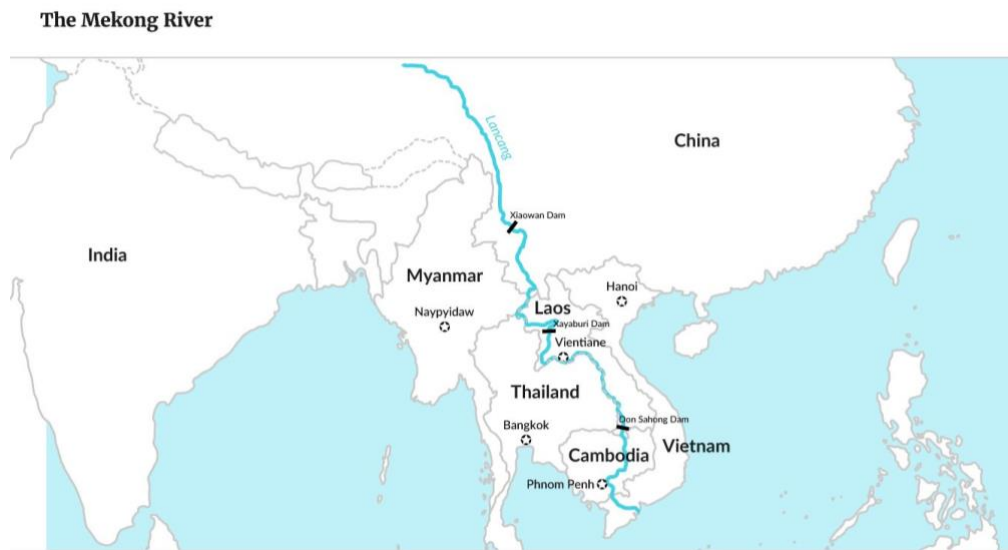 The Mekong River
Lancang
China
Xiaowan Dam
India
Myanmar
Hanoi
Laos
Naypyidaw
Xayaburi Dam
Vientiane
Thailand
Don Sahong Dam
Bangkok
Vietnam
Cambodia
Phnom Penh